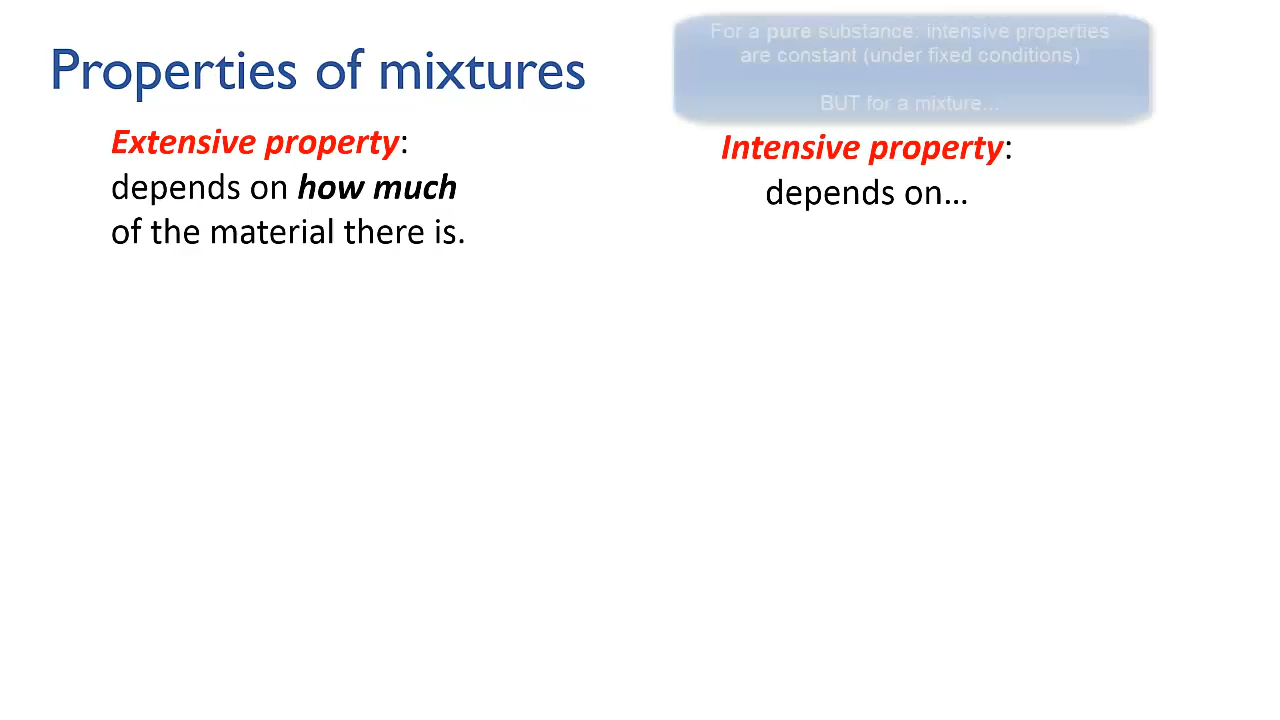 Properties of mixtures
For a pure substance: intensive properties
are constant (under fixed conditions)
BUT for a mixture...
Extensive property:
depends on how much
of the material there is.
Intensive property:
depends on...